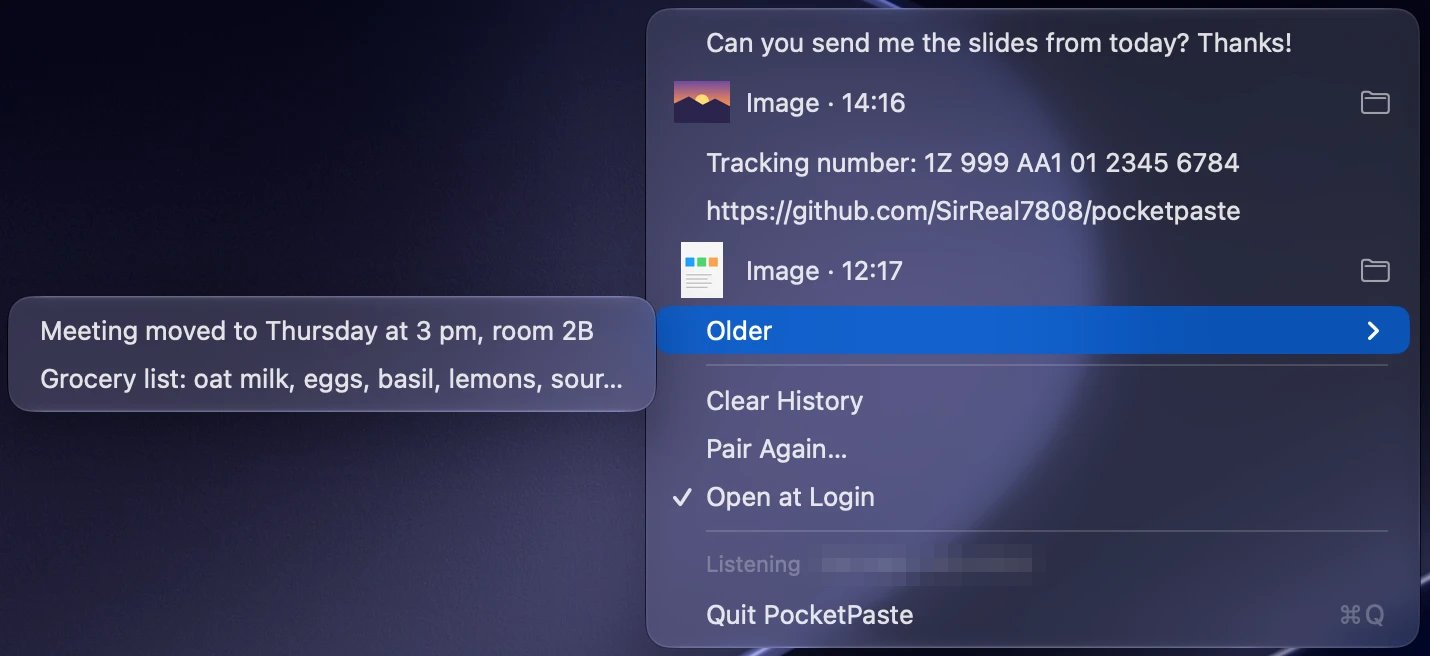 Can you send me the slides from today? Thanks!
Image · 14:16
Tracking number: 1Z 999 AA1 01 2345 6784
https://github.com/SirReal7808/pocketpaste
Image · 12:17
Older
Meeting moved to Thursday at 3 pm, room 2B
Grocery list: oat milk, eggs, basil, lemons, sour...
Clear History
Pair Again...
Open at Login
Listening
Quit PocketPaste ⌘Q